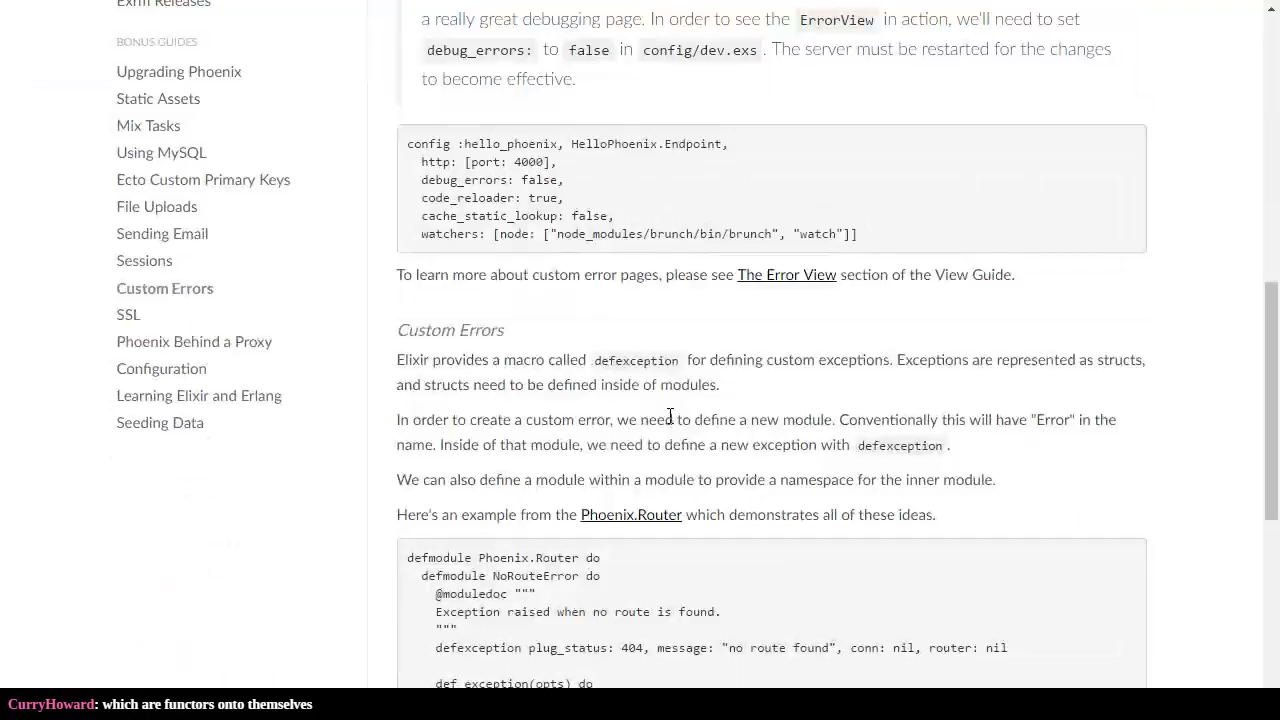 Exrm Releases
BONUS GUIDES
Upgrading Phoenix
Static Assets
Mix Tasks
Using MySQL
Ecto Custom Primary Keys
File Uploads
Sending Email
Sessions
Custom Errors
SSL
Phoenix Behind a Proxy
Configuration
Learning Elixir and Erlang
Seeding Data
a really great debugging page. In order to see the ErrorView in action, we'll need to set
debug_errors: to false in config/dev.exs. The server must be restarted for the changes
to become effective.
config :hello_phoenix, HelloPhoenix.Endpoint,
  http: [port: 4000],
  debug_errors: false,
  code_reloader: true,
  cache_static_lookup: false,
  watchers: [node: ["node_modules/brunch/bin/brunch", "watch"]]
To learn more about custom error pages, please see The Error View section of the View Guide.
Custom Errors
Elixir provides a macro called defexception for defining custom exceptions. Exceptions are represented as structs,
and structs need to be defined inside of modules.
In order to create a custom error, we need to define a new module. Conventionally this will have "Error" in the
name. Inside of that module, we need to define a new exception with defexception.
We can also define a module within a module to provide a namespace for the inner module.
Here's an example from the Phoenix.Router which demonstrates all of these ideas.
defmodule Phoenix.Router do
  defmodule NoRouteError do
    @moduledoc """
    Exception raised when no route is found.
    """
    defexception plug_status: 404, message: "no route found", conn: nil, router: nil
    def exception(opts) do
CurryHoward: which are functors onto themselves